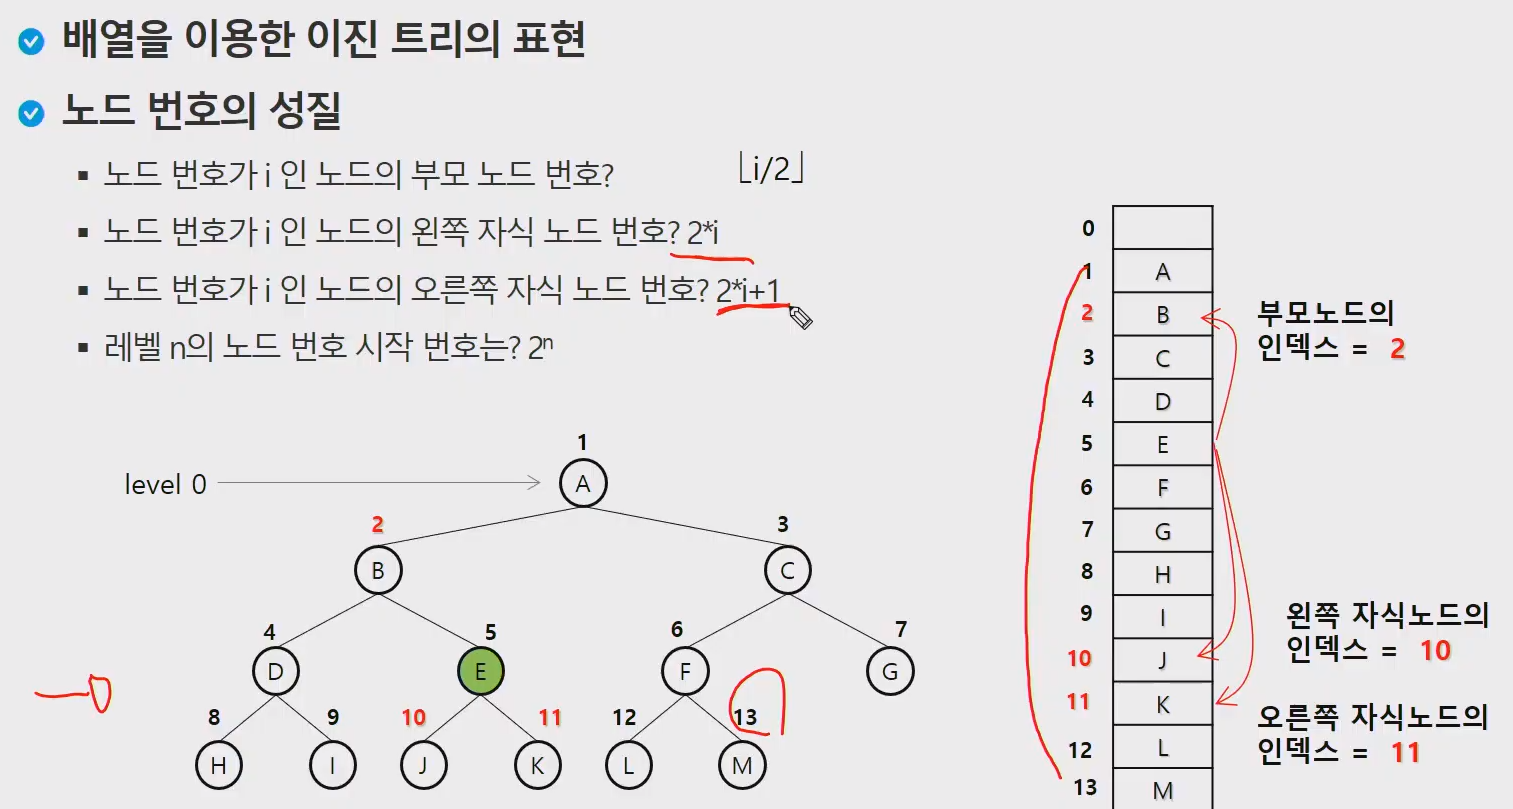 배열을 이용한 이진 트리의 표현
노드 번호의 성질
▪ 노드 번호가 i 인 노드의 부모 노드 번호? ⌊i/2⌋
▪ 노드 번호가 i 인 노드의 왼쪽 자식 노드 번호? 2*i
▪ 노드 번호가 i 인 노드의 오른쪽 자식 노드 번호? 2*i+1
▪ 레벨 n의 노드 번호 시작 번호는? 2ⁿ
level 0
1
A
2 3
B C
4 5 6 7
D E F G
8 9 10 11 12 13
H I J K L M
0
1 A
2 B
3 C
4 D
5 E
6 F
7 G
8 H
9 I
10 J
11 K
12 L
13 M
부모노드의
인덱스 = 2
왼쪽 자식노드의
인덱스 = 10
오른쪽 자식노드의
인덱스 = 11